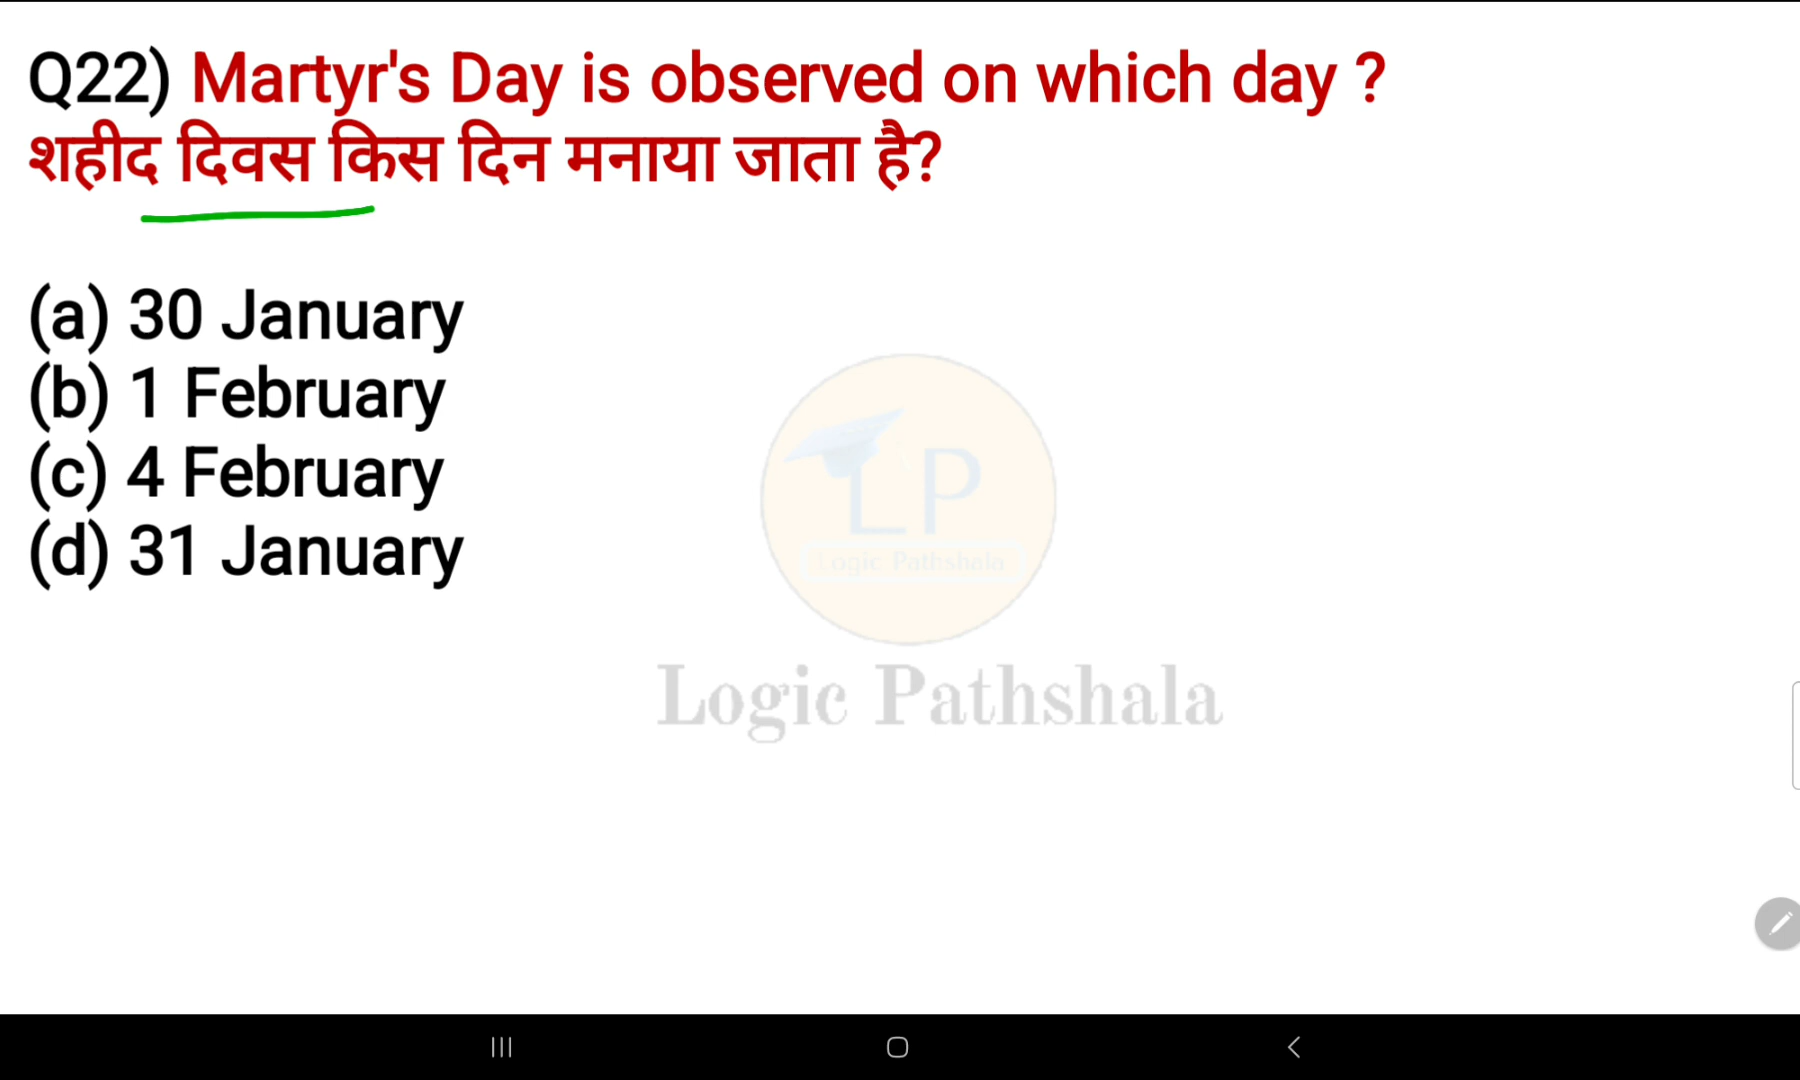 Q22) Martyr's Day is observed on which day ?
शहीद दिवस किस दिन मनाया जाता है?
(a) 30 January
(b) 1 February
(c) 4 February
(d) 31 January
LP
Logic Pathshala
Logic Pathshala